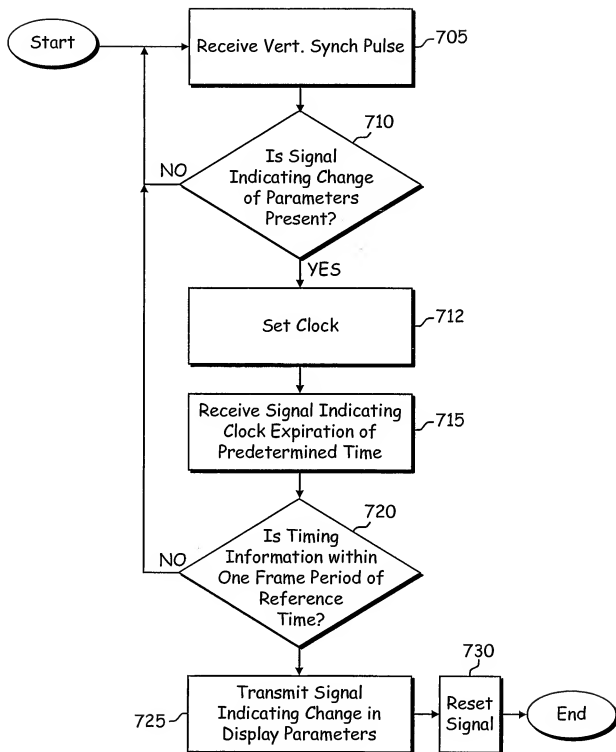 Start
Receive Vert. Synch Pulse
705
710
Is Signal
Indicating Change
of Parameters
Present?
NO
YES
Set Clock
712
Receive Signal Indicating
Clock Expiration of
Predetermined Time
715
720
Is Timing
Information within
One Frame Period of
Reference
Time?
NO
Transmit Signal
Indicating Change in
Display Parameters
725
730
Reset
Signal
End